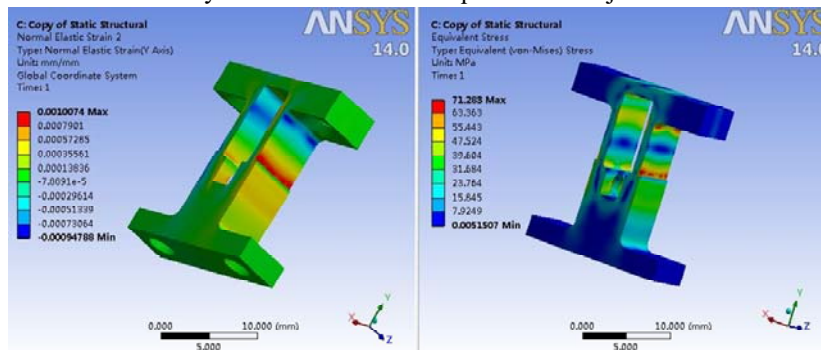 C: Copy of Static Structural
Normal Elastic Strain 2
Type: Normal Elastic Strain(Y Axis)
Unit: mm/mm
Global Coordinate System
Time: 1
0.0010074 Max
0.0007901
0.00057285
0.00035561
0.00013836
-7.8891e-5
-0.00029614
-0.00051339
-0.00073064
-0.00094788 Min
ANSYS
14.0
0.000
10.000 (mm)
5.000
X
Y
Z
C: Copy of Static Structural
Equivalent Stress
Type: Equivalent (von-Mises) Stress
Unit: MPa
Time: 1
71.283 Max
63.363
55.443
47.524
39.604
31.684
23.764
15.845
7.9249
0.0051507 Min
ANSYS
14.0
0.000
10.000 (mm)
5.000
X
Y
Z